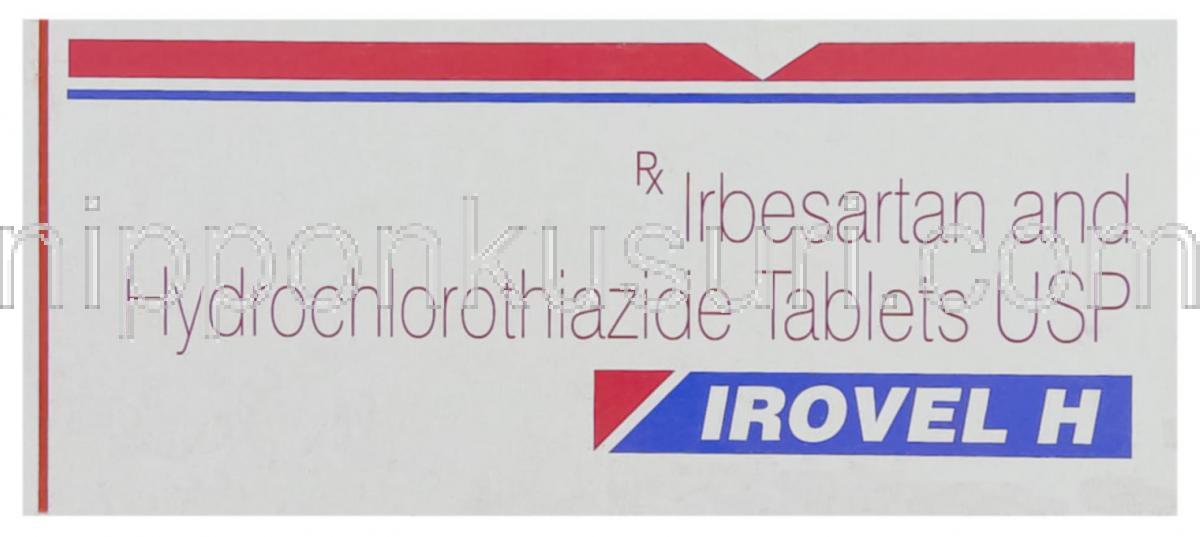 Rx Irbesartan and
Hydrochlorothiazide Tablets USP
nipponkusuri.com
IROVEL H